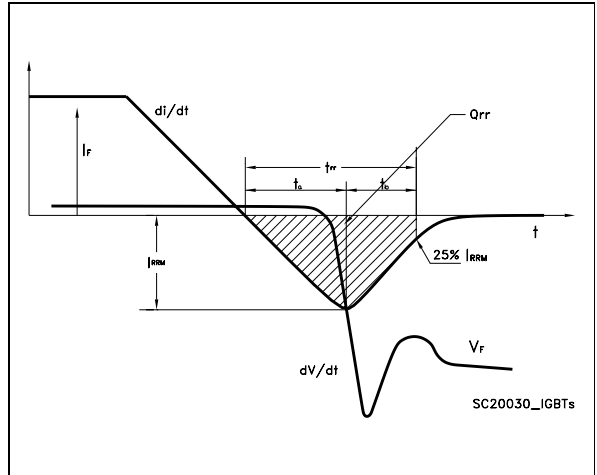 di/dt
Qrr
IF
trr
ta
tb
t
IRRM
25% IRRM
VF
dV/dt
SC20030_IGBTs